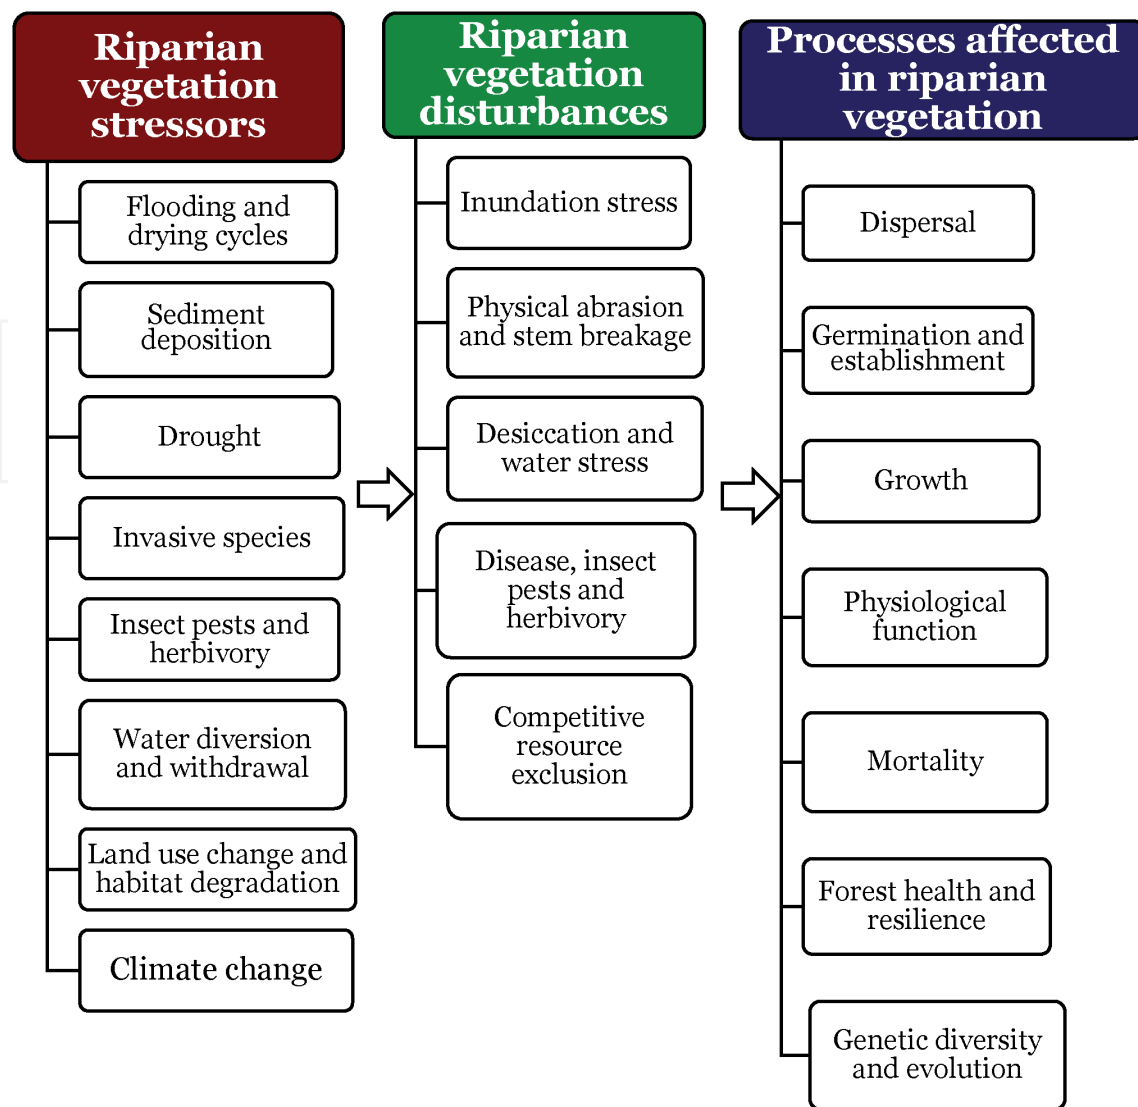 Riparian
vegetation
stressors
Flooding and
drying cycles
Sediment
deposition
Drought
Invasive species
Insect pests and
herbivory
Water diversion
and withdrawal
Land use change and
habitat degradation
Climate change
Riparian
vegetation
disturbances
Inundation stress
Physical abrasion
and stem breakage
Desiccation and
water stress
Disease, insect
pests and
herbivory
Competitive
resource
exclusion
Processes affected
in riparian
vegetation
Dispersal
Germination and
establishment
Growth
Physiological
function
Mortality
Forest health and
resilience
Genetic diversity
and evolution